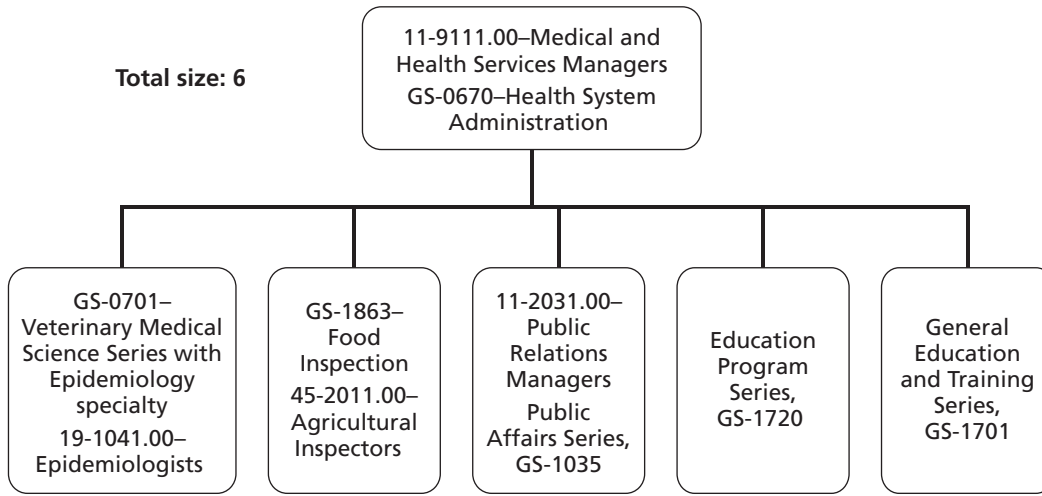 11-9111.00–Medical and
Health Services Managers
GS-0670–Health System
Administration
Total size: 6
GS-0701–
Veterinary Medical
Science Series with
Epidemiology
specialty
19-1041.00–
Epidemiologists
GS-1863–
Food
Inspection
45-2011.00–
Agricultural
Inspectors
11-2031.00–
Public
Relations
Managers
Public
Affairs Series,
GS-1035
Education
Program
Series,
GS-1720
General
Education
and Training
Series,
GS-1701